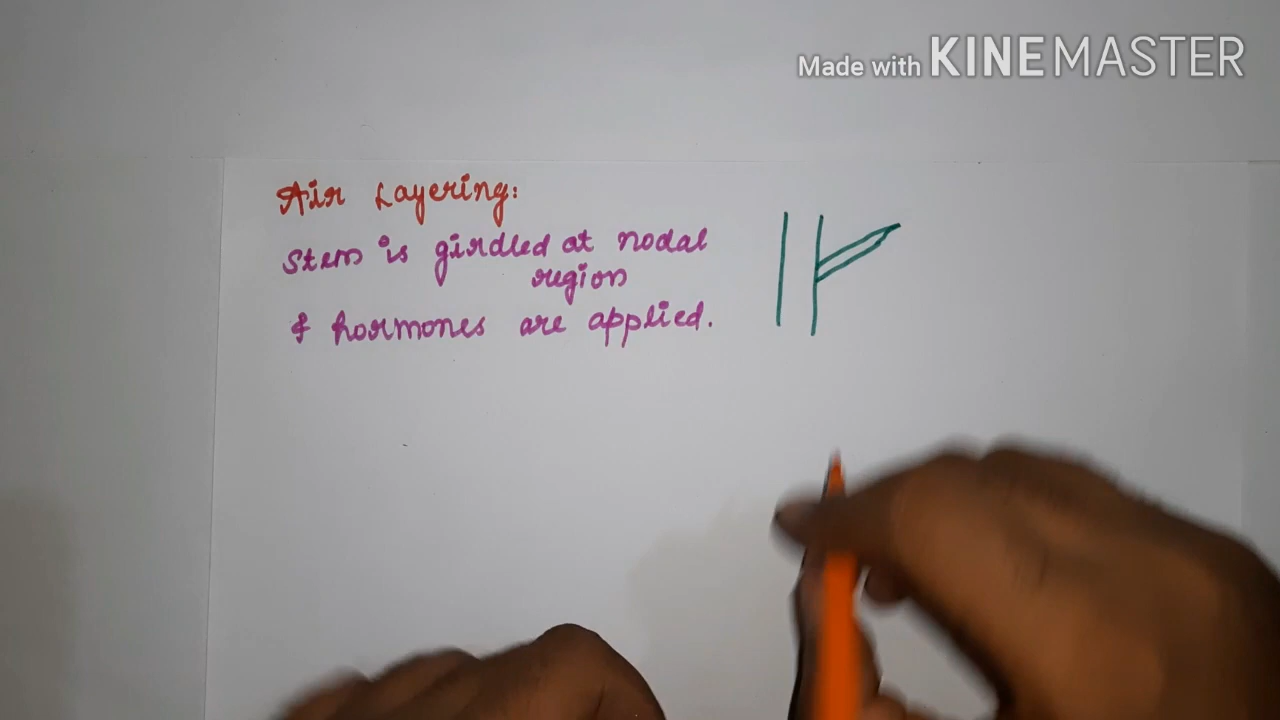 Made with KINEMASTER
Air Layering:
Stem is girdled at nodal
region
& hormones are applied.